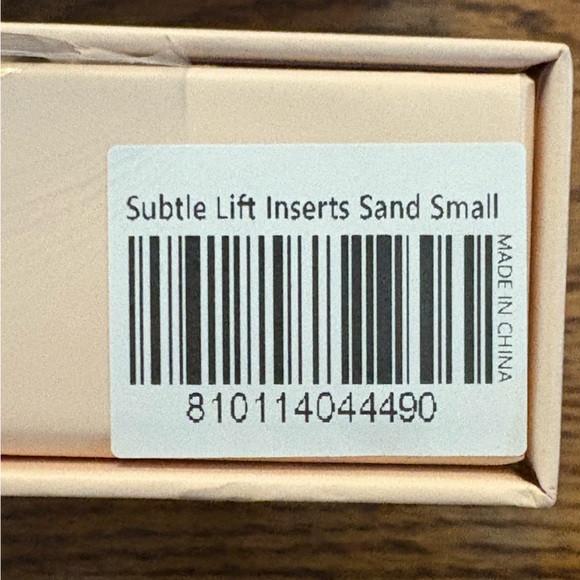 Subtle Lift Inserts Sand Small
MADE IN CHINA
810114044490